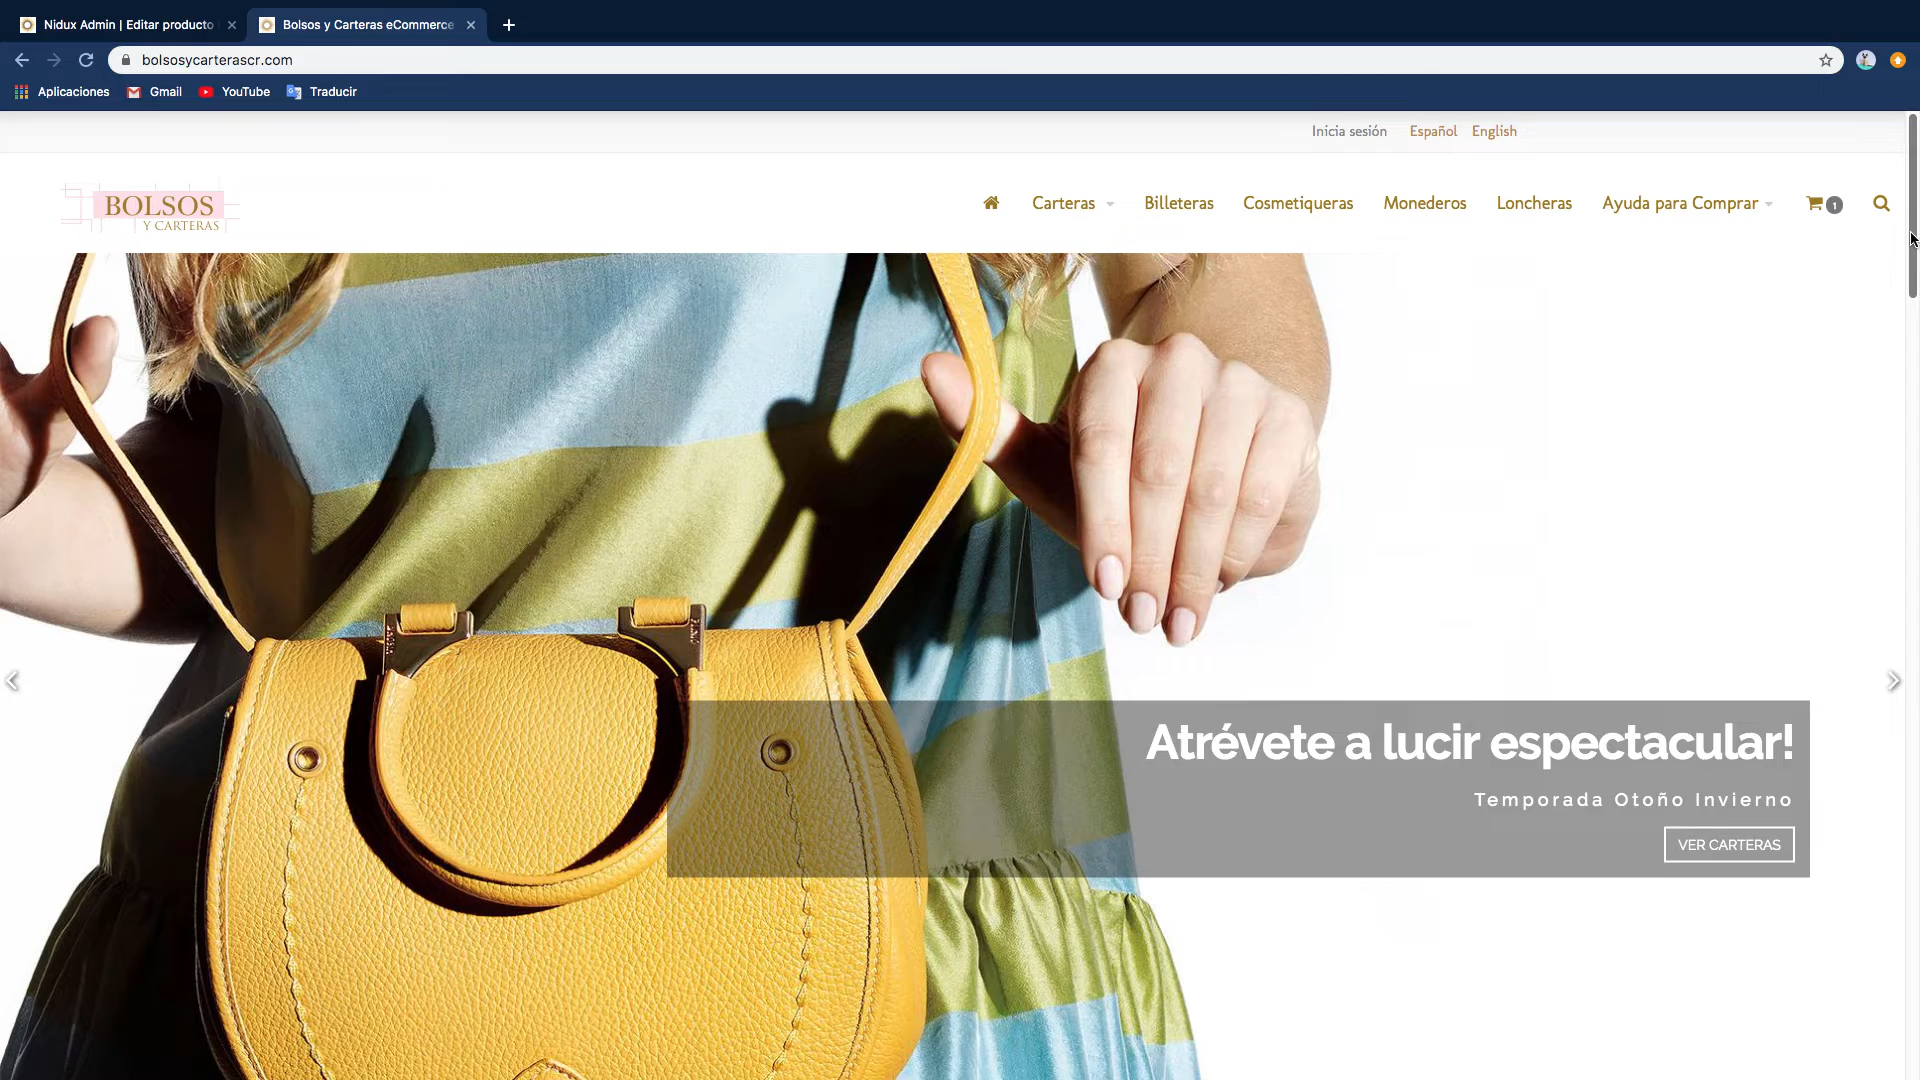 Nidux Admin | Editar producto
Bolsos y Carteras eCommerce
bolsosycarterascr.com
Aplicaciones
Gmail
YouTube
Traducir
Inicia sesión
Español
English
BOLSOS
Y CARTERAS
Carteras
Billeteras
Cosmetiqueras
Monederos
Loncheras
Ayuda para Comprar
1
Atrévete a lucir espectacular!
Temporada Otoño Invierno
VER CARTERAS